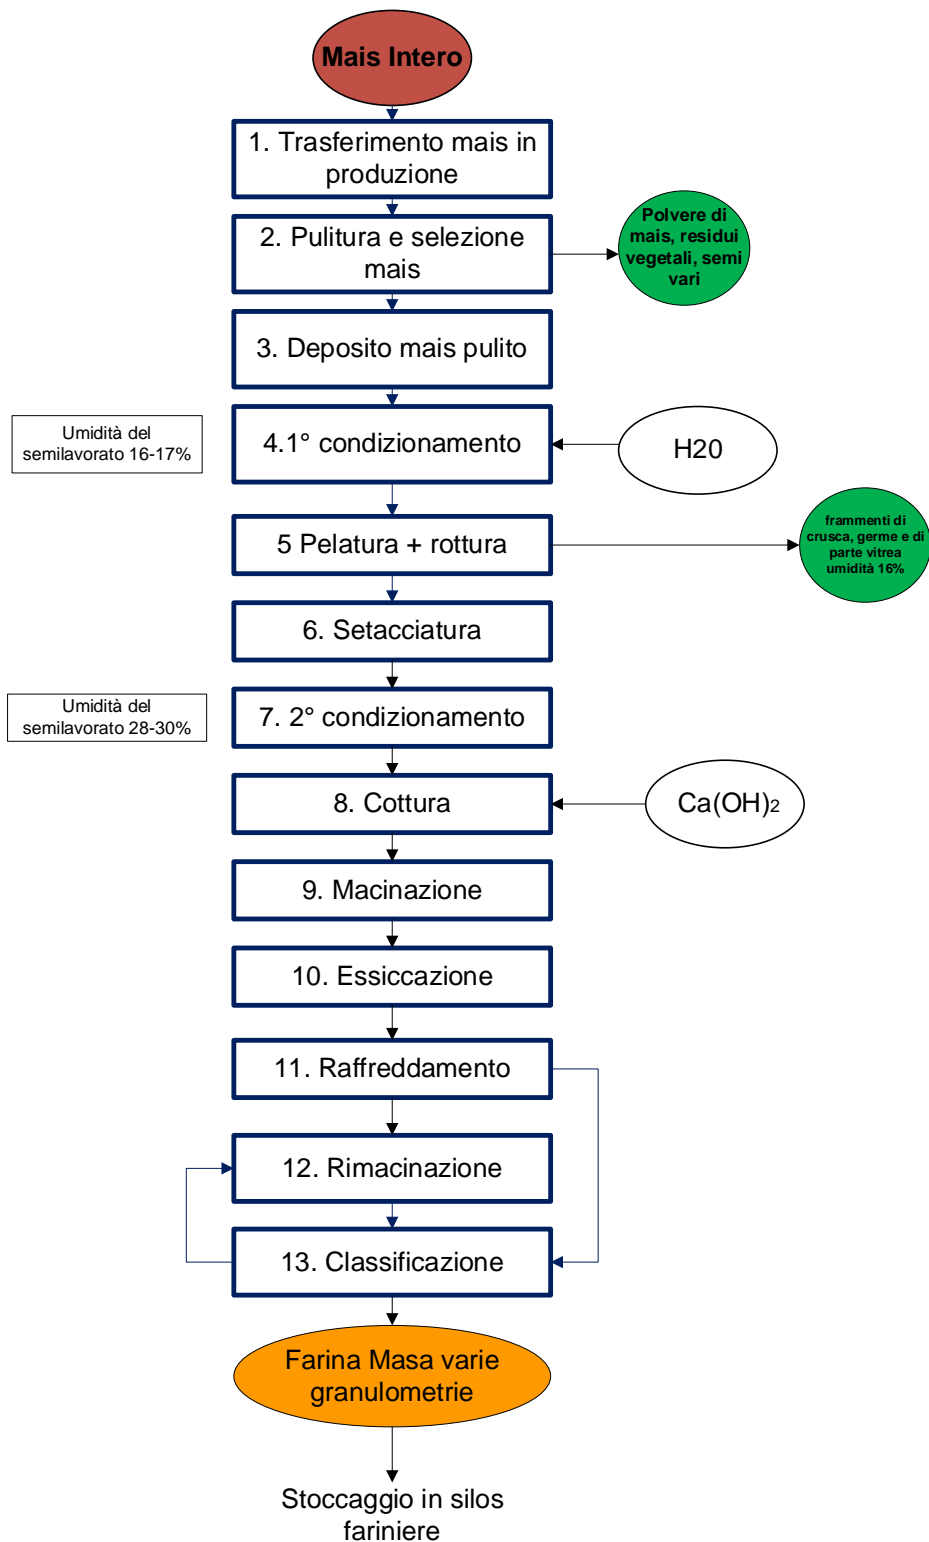 Mais Intero
1. Trasferimento mais in
produzione
2. Pulitura e selezione
mais
Polvere di
mais, residui
vegetali, semi
vari
3. Deposito mais pulito
Umidità del
semilavorato 16-17%
4.1° condizionamento
H20
5 Pelatura + rottura
frammenti di
crusca, germe e di
parte vitrea
umidità 16%
6. Setacciatura
Umidità del
semilavorato 28-30%
7. 2° condizionamento
8. Cottura
Ca(OH)2
9. Macinazione
10. Essiccazione
11. Raffreddamento
12. Rimacinazione
13. Classificazione
Farina Masa varie
granulometrie
Stoccaggio in silos
fariniere